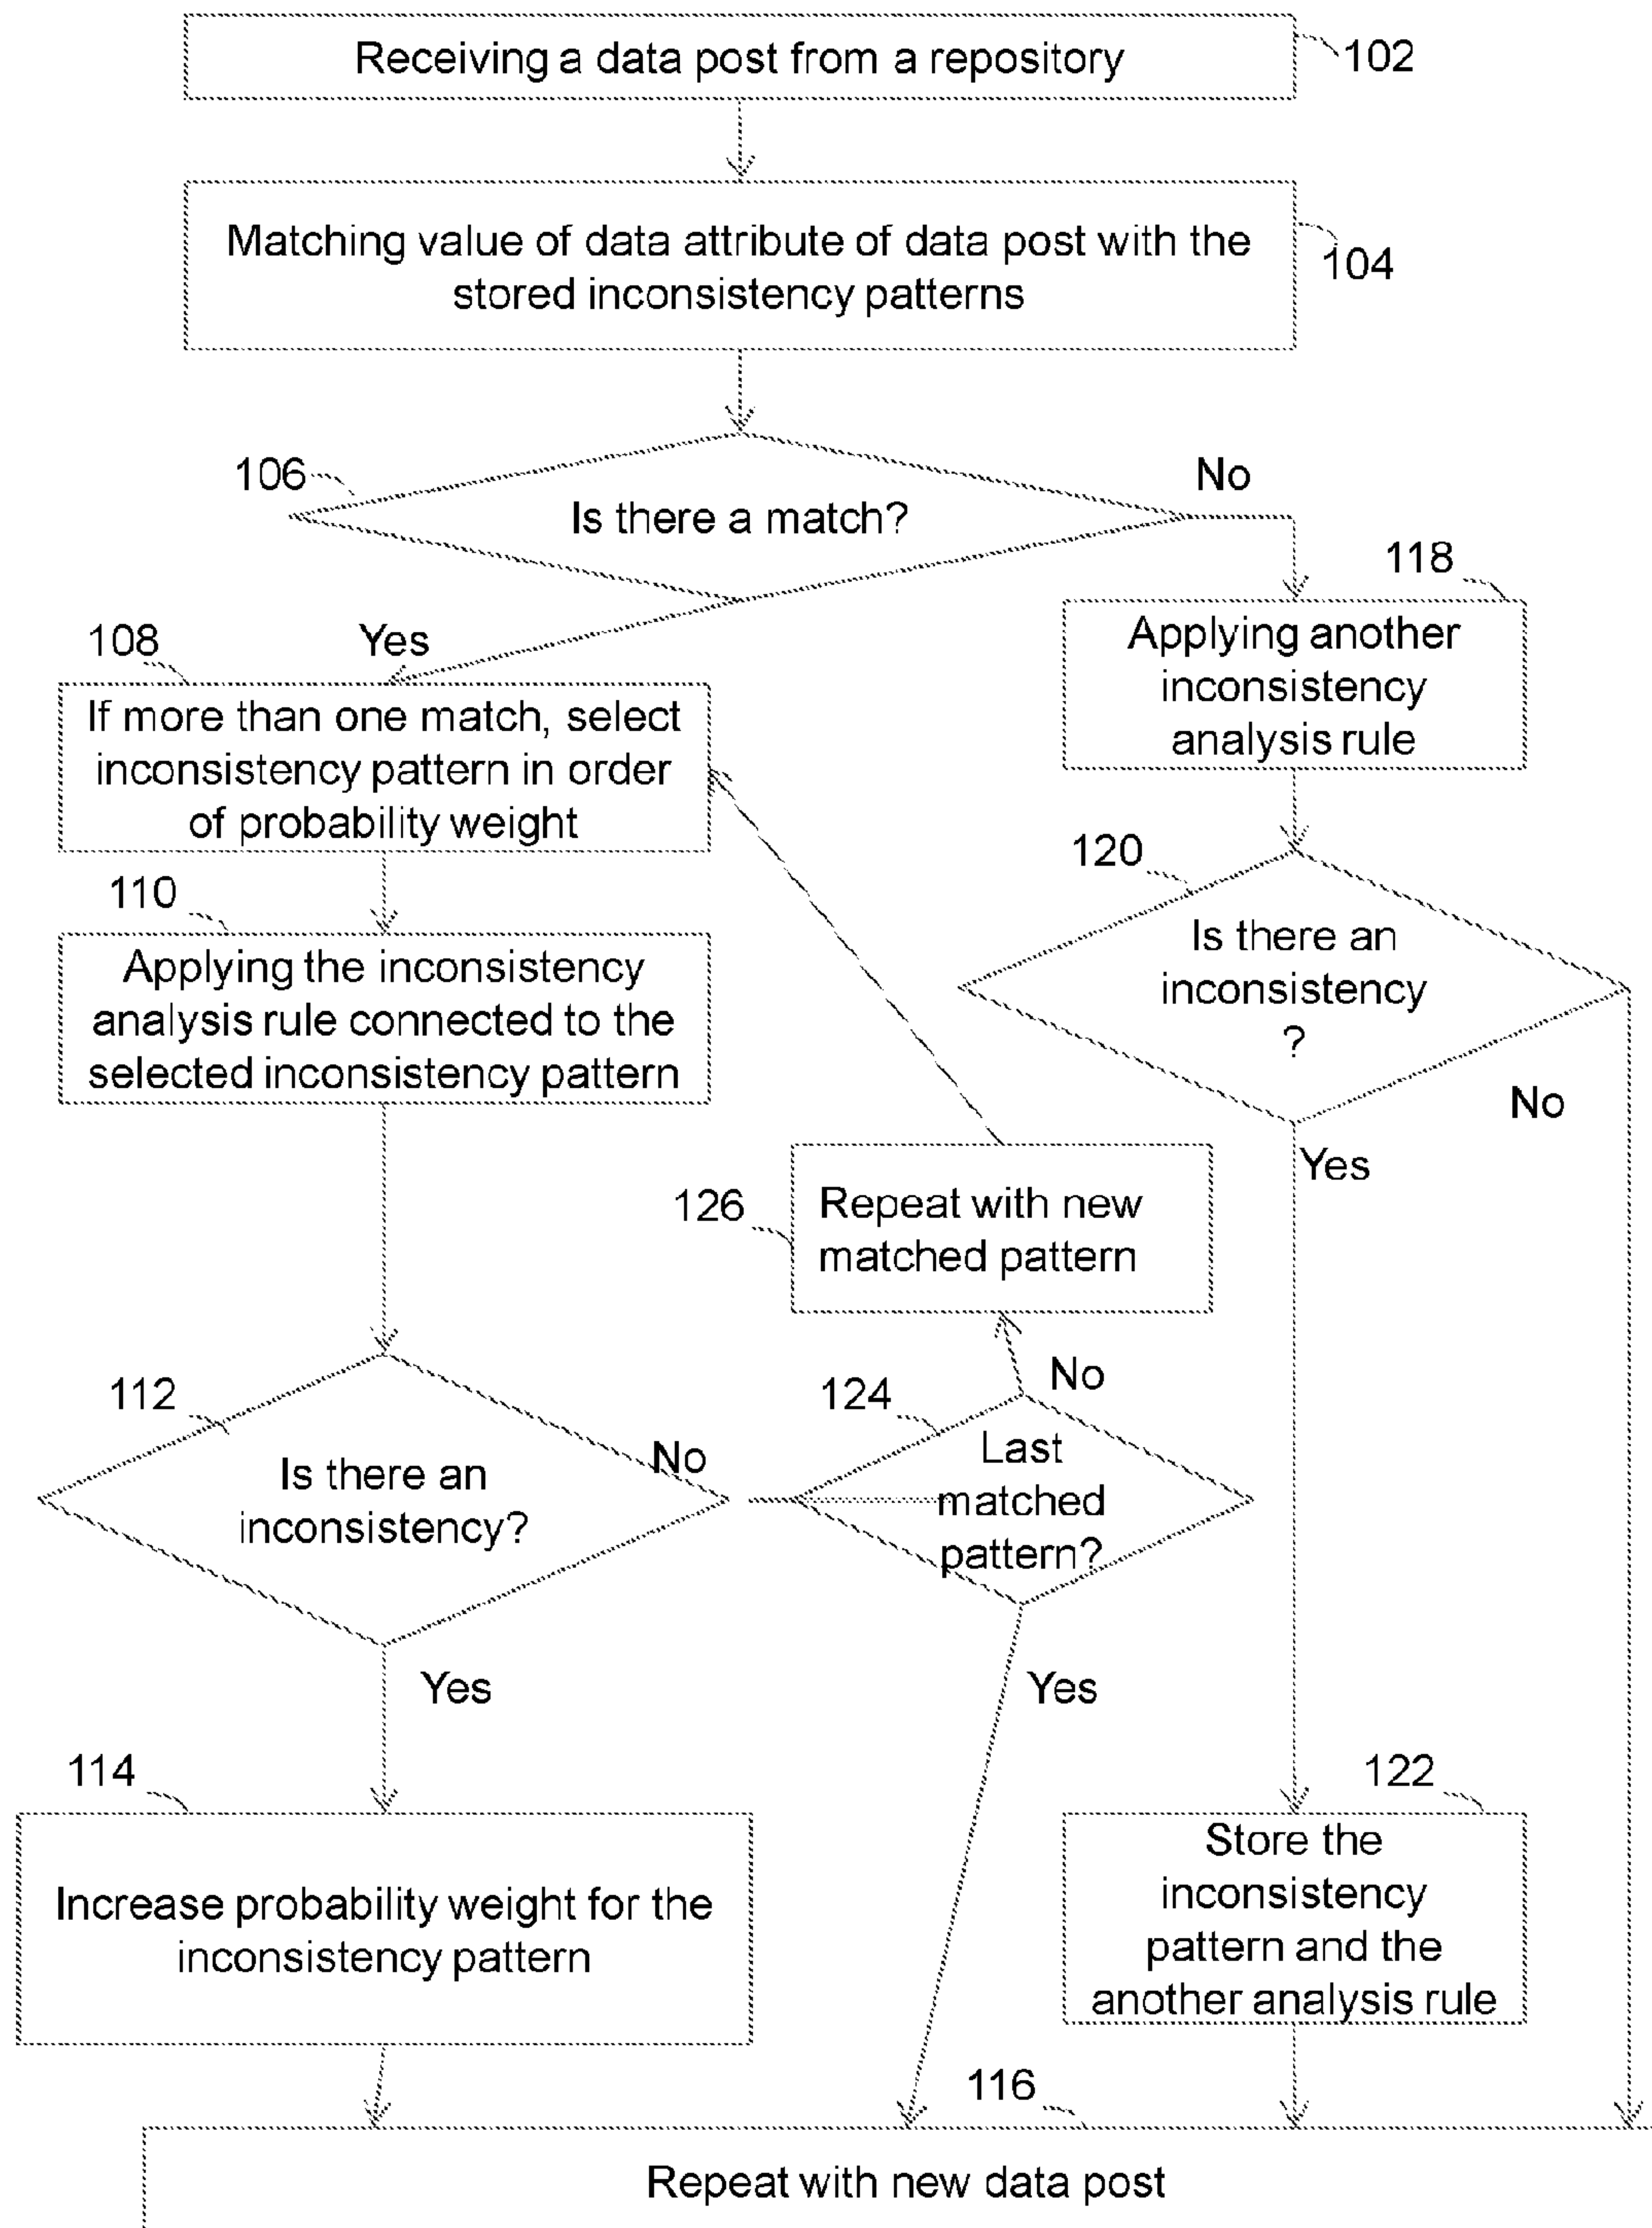 Receiving a data post from a repository
102
Matching value of data attribute of data post with the
stored inconsistency patterns
104
106
Is there a match?
No
Yes
108
If more than one match, select
inconsistency pattern in order
of probability weight
118
Applying another
inconsistency
analysis rule
110
Applying the inconsistency
analysis rule connected to the
selected inconsistency pattern
120
Is there an
inconsistency
?
No
Yes
126
Repeat with new
matched pattern
112
Is there an
inconsistency?
No
124
Last
matched
pattern?
No
Yes
Yes
114
Increase probability weight for the
inconsistency pattern
122
Store the
inconsistency
pattern and the
another analysis rule
116
Repeat with new data post